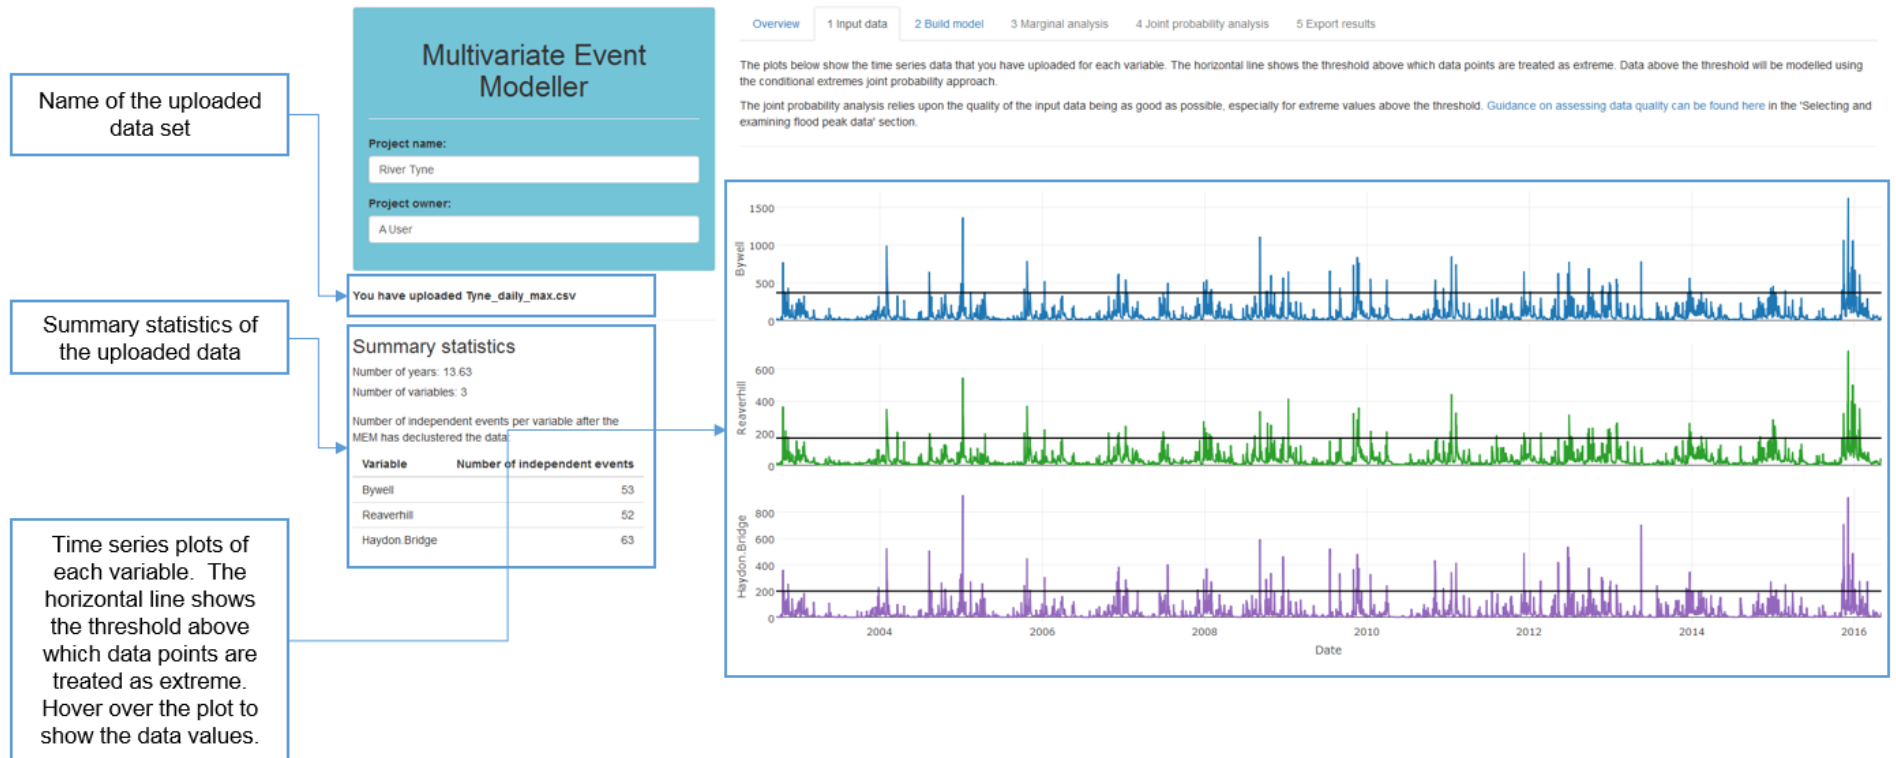 Name of the uploaded
data set
Summary statistics of
the uploaded data
Time series plots of
each variable.  The
horizontal line shows
the threshold above
which data points are
treated as extreme.
Hover over the plot to
show the data values.
Multivariate Event
Modeller
Project name:
River Tyne
Project owner:
A User
You have uploaded Tyne_daily_max.csv
Summary statistics
Number of years: 13.63
Number of variables: 3
Number of independent events per variable after the
MEM has declustered the data:
Variable Number of independent events
Bywell 53
Reaverhill 52
Haydon.Bridge 63
Overview 1 Input data 2 Build model 3 Marginal analysis 4 Joint probability analysis 5 Export results
The plots below show the time series data that you have uploaded for each variable. The horizontal line shows the threshold above which data points are treated as extreme. Data above the threshold will be modelled using
the conditional extremes joint probability approach.
The joint probability analysis relies upon the quality of the input data being as good as possible, especially for extreme values above the threshold. Guidance on assessing data quality can be found here in the 'Selecting and
examining flood peak data' section.
Bywell
1500
1000
500
0
Reaverhill
600
400
200
0
Haydon.Bridge
800
600
400
200
0
2004 2006 2008 2010 2012 2014 2016
Date